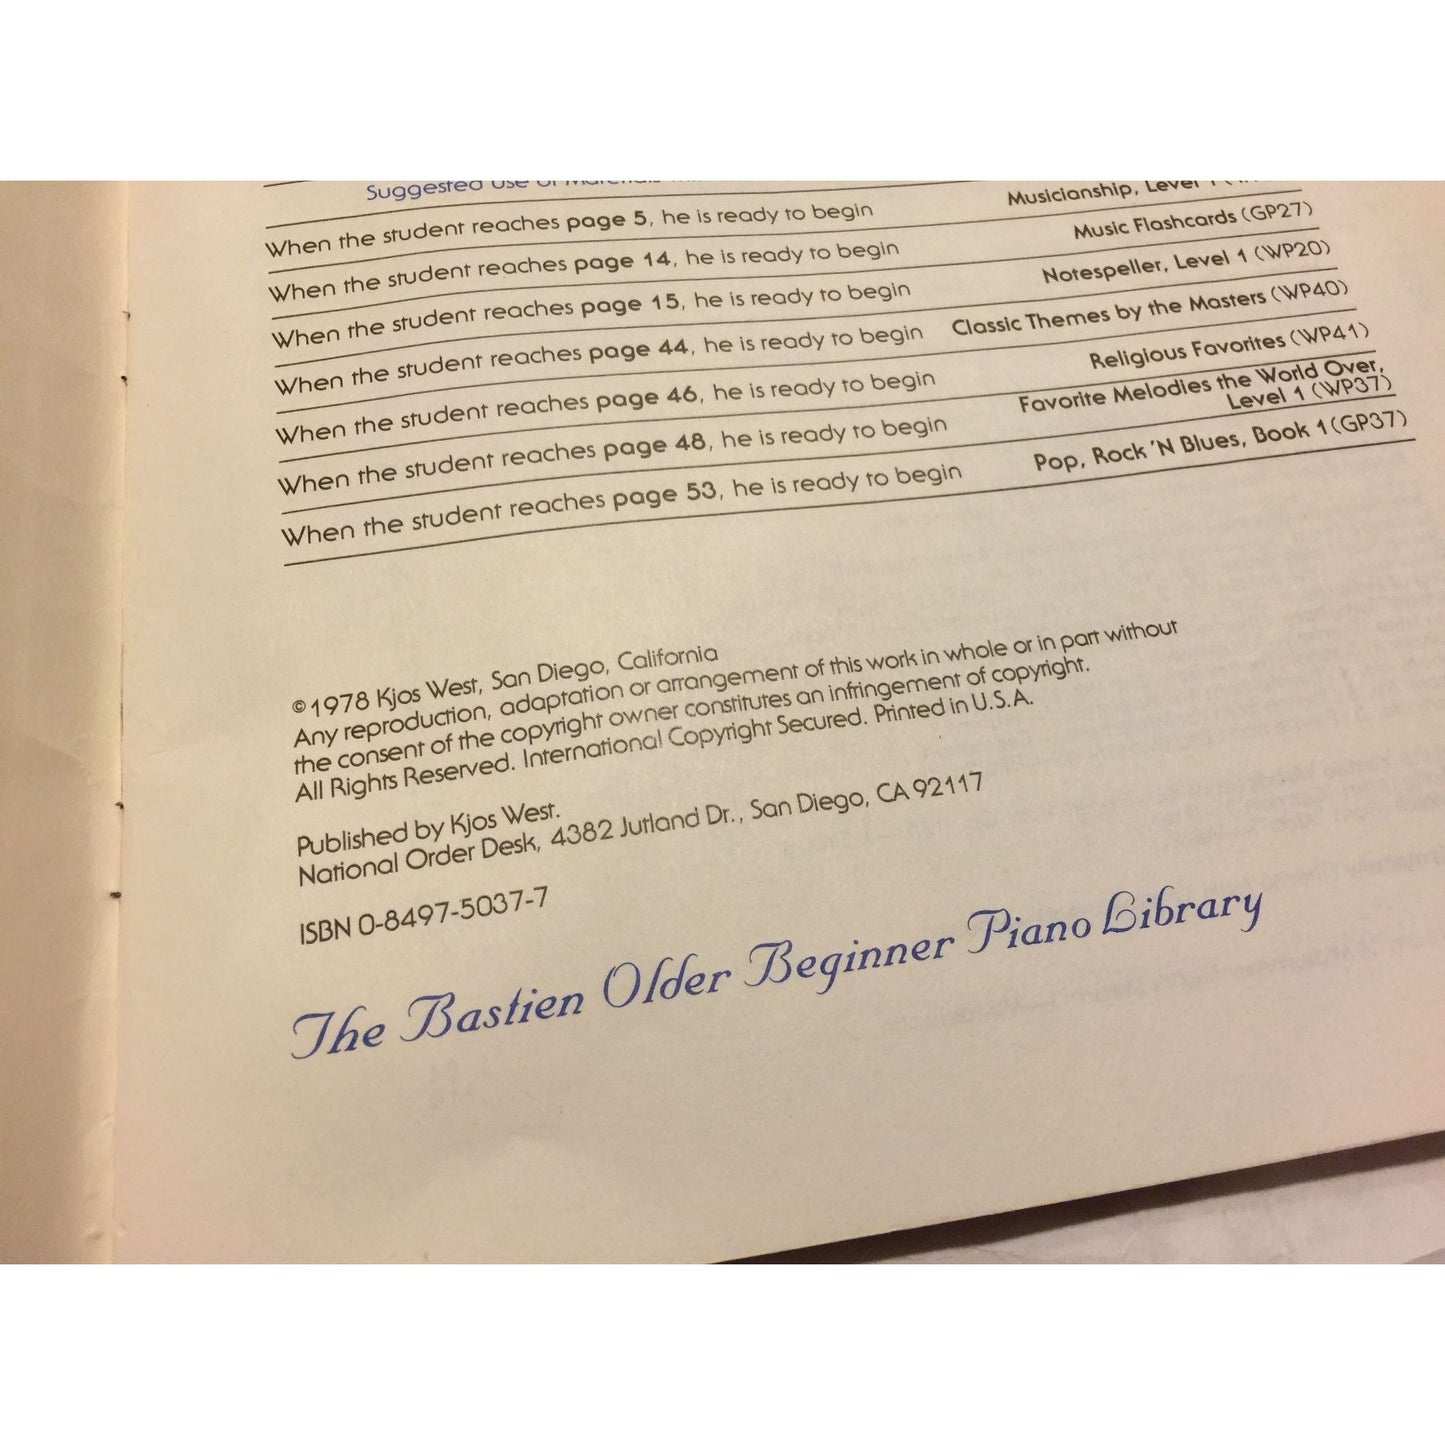 Suggested Use of Materials
When the student reaches page 5, he is ready to begin Musicianship, Level 1
When the student reaches page 14, he is ready to begin Music Flashcards (GP27)
When the student reaches page 15, he is ready to begin Notespeller, Level 1 (WP20)
When the student reaches page 44, he is ready to begin Classic Themes by the Masters (WP40)
When the student reaches page 46, he is ready to begin Religious Favorites (WP41)
When the student reaches page 48, he is ready to begin Favorite Melodies the World Over,
Level 1 (WP37)
When the student reaches page 53, he is ready to begin Pop, Rock 'N Blues, Book 1(GP37)
©1978 Kjos West, San Diego, California
Any reproduction, adaptation or arrangement of this work in whole or in part without
the consent of the copyright owner constitutes an infringement of copyright.
All Rights Reserved. International Copyright Secured. Printed in U.S.A.
Published by Kjos West.
National Order Desk, 4382 Jutland Dr., San Diego, CA 92117
ISBN 0-8497-5037-7
The Bastien Older Beginner Piano Library